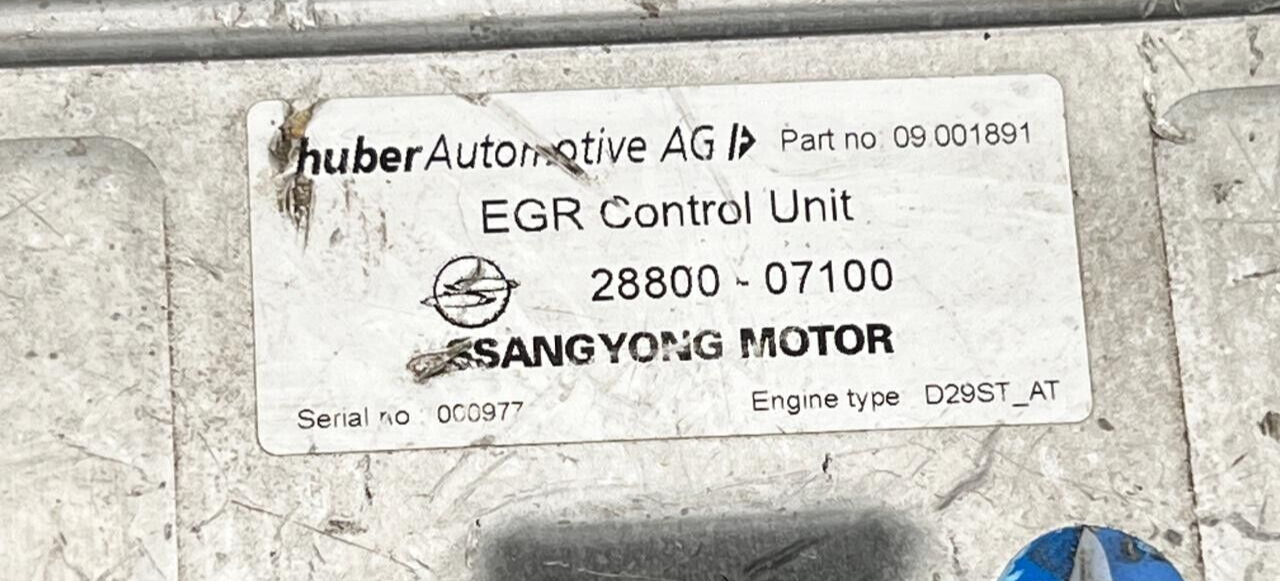 huberAutomotive AG Part no 09.001891
EGR Control Unit
28800 - 07100
SSANGYONG MOTOR
Serial no : 000977 Engine type D29ST_AT